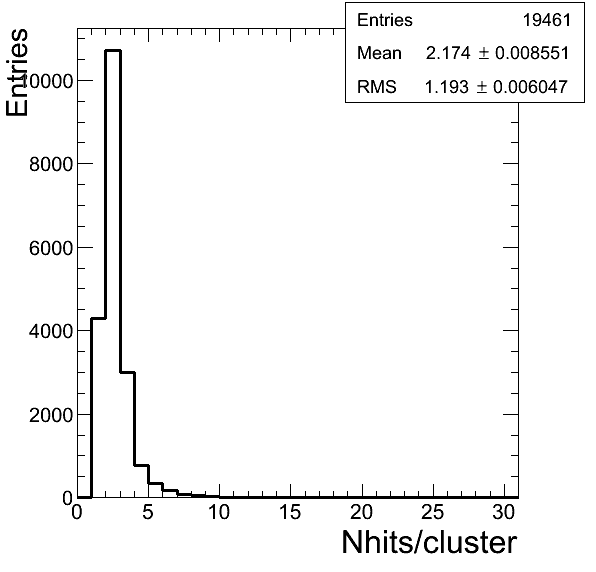 Entries 19461
Mean 2.174 ± 0.008551
RMS 1.193 ± 0.006047
Entries
10000
8000
6000
4000
2000
0
0 5 10 15 20 25 30
Nhits/cluster